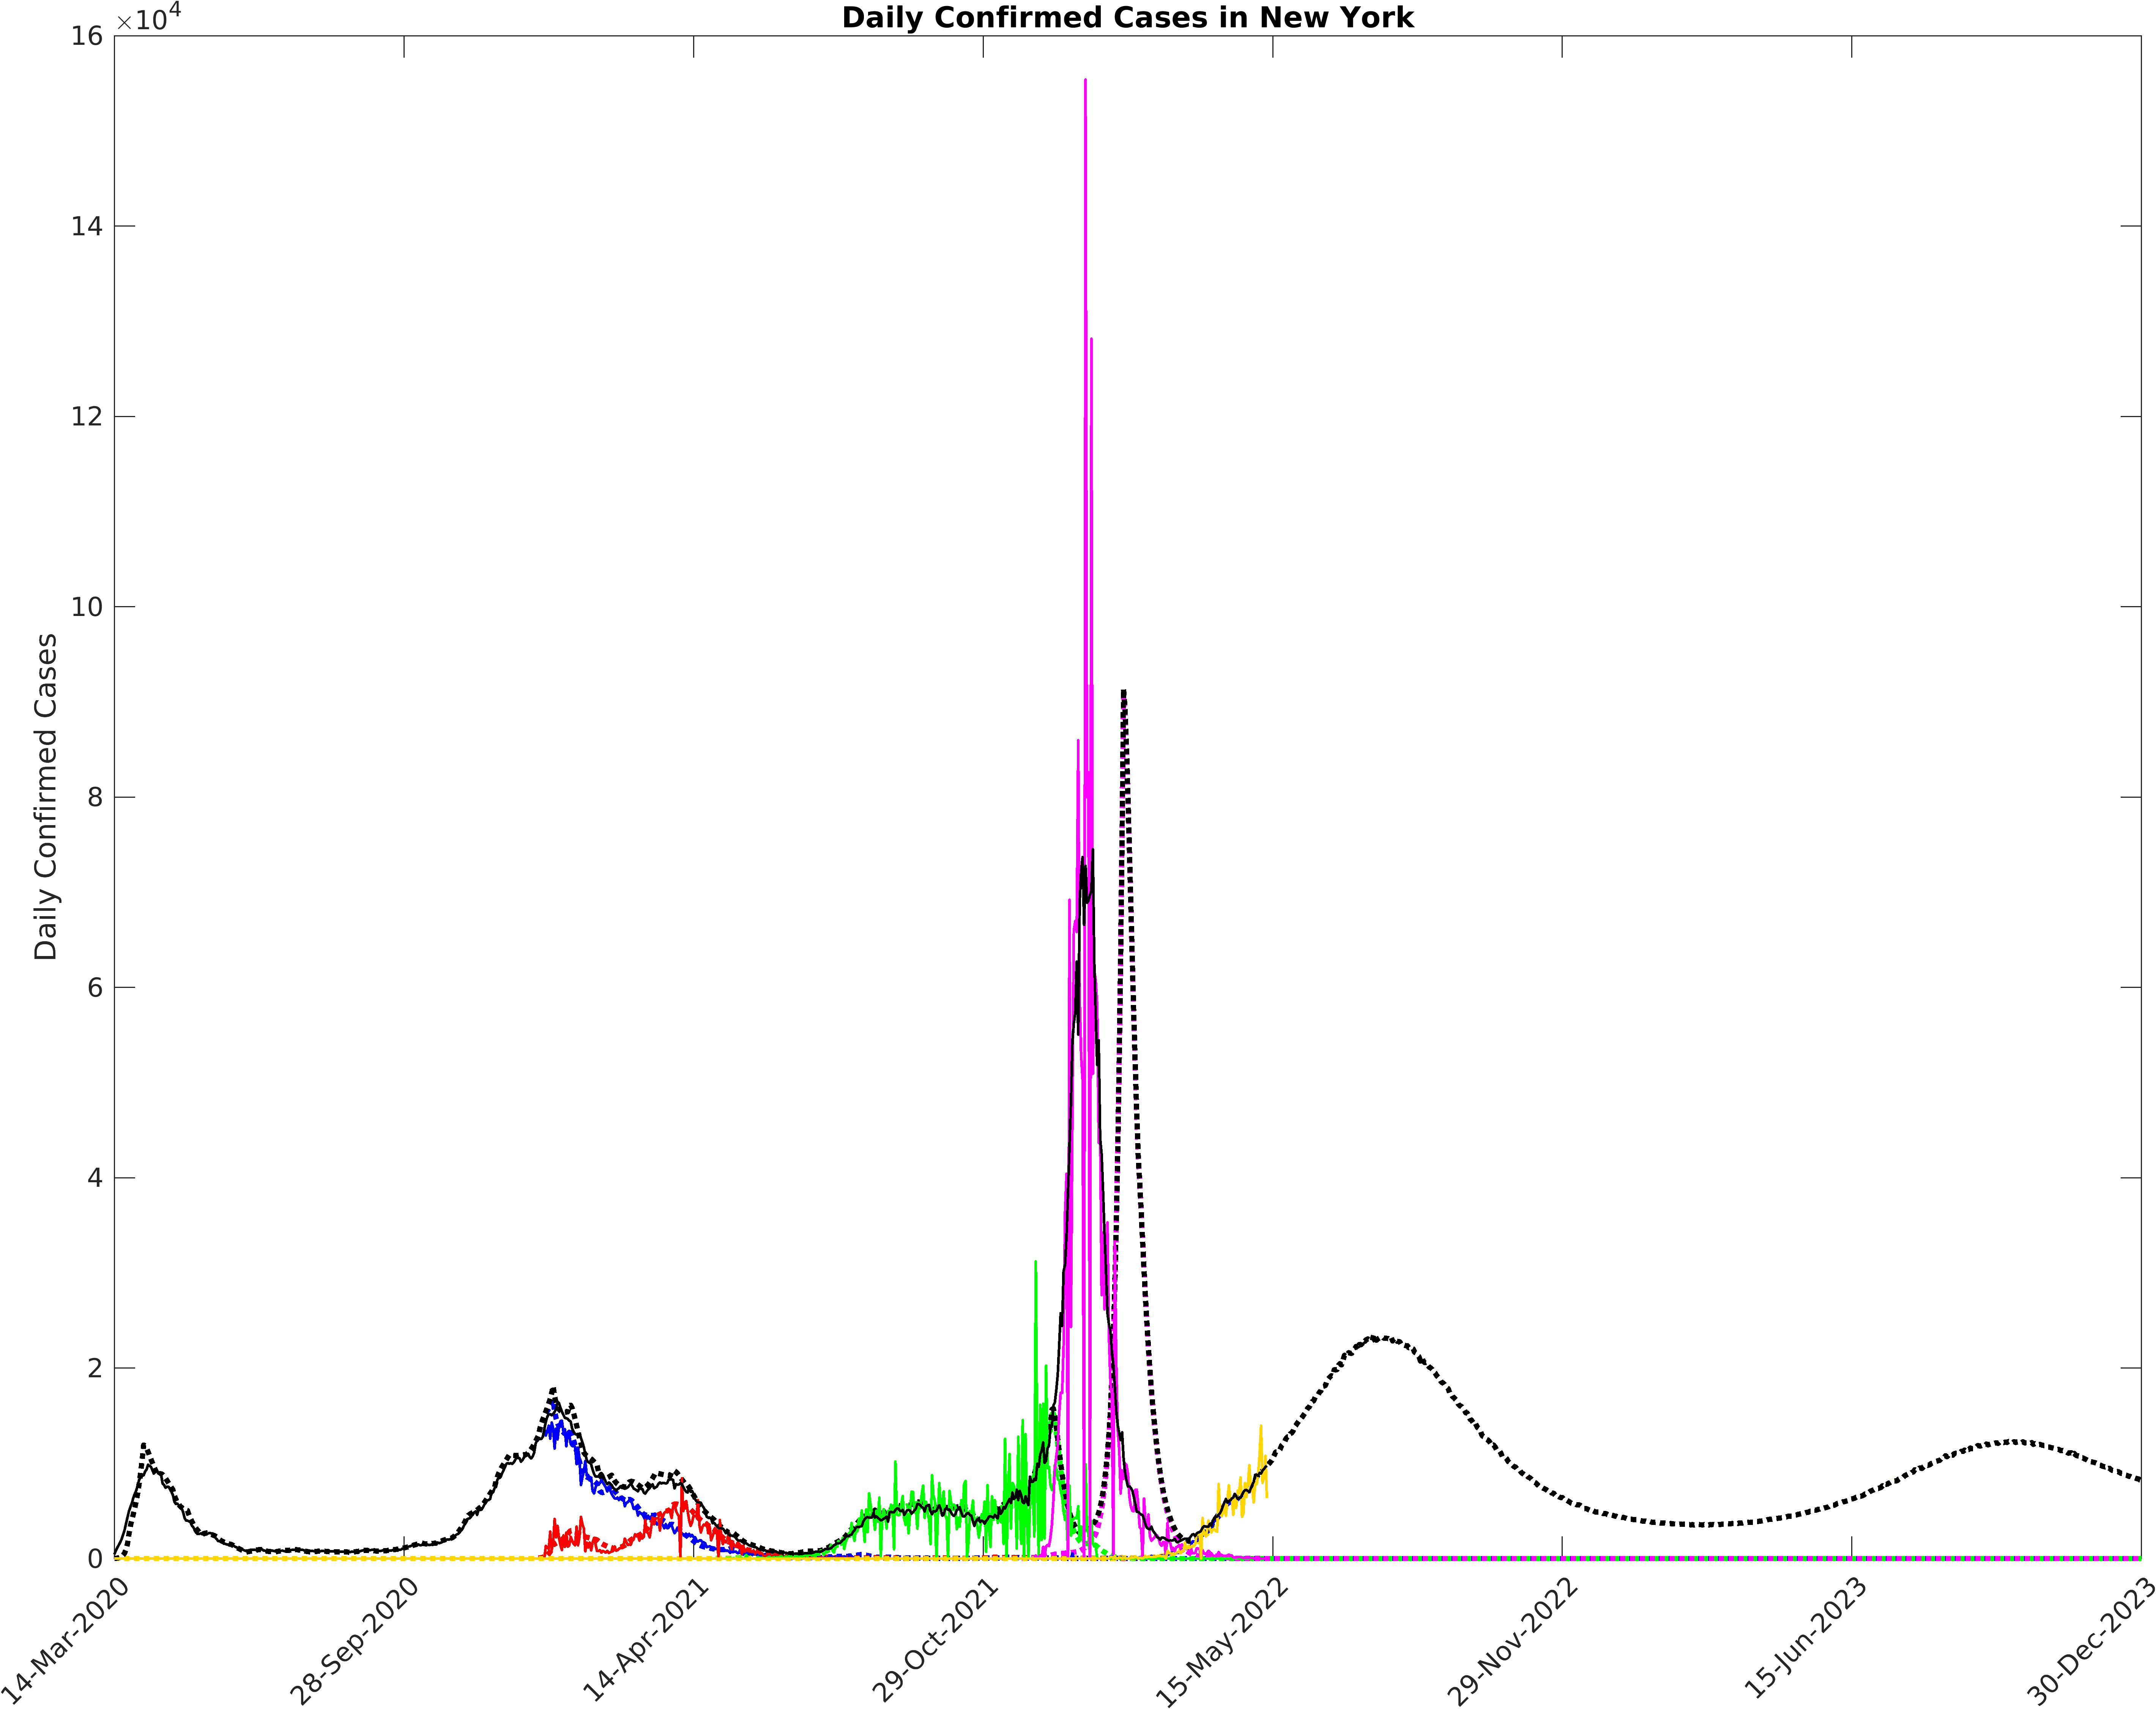 Daily Confirmed Cases in New York
×10⁴
16
14
12
10
8
6
4
2
0
Daily Confirmed Cases
14-Mar-2020
28-Sep-2020
14-Apr-2021
29-Oct-2021
15-May-2022
29-Nov-2022
15-Jun-2023
30-Dec-2023